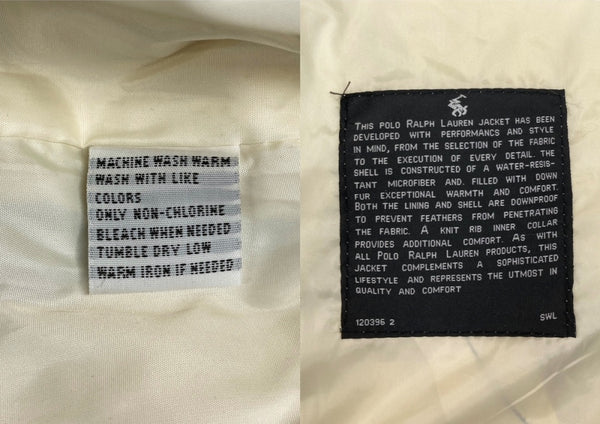 MACHINE WASH WARM
WASH WITH LIKE
COLORS
ONLY NON-CHLORINE
BLEACH WHEN NEEDED
TUMBLE DRY LOW
WARM IRON IF NEEDED
THIS POLO RALPH LAUREN JACKET HAS BEEN
DEVELOPED WITH PERFORMANCS AND STYLE
IN MIND, FROM THE SELECTION OF THE FABRIC
TO THE EXECUTION OF EVERY DETAIL. THE
SHELL IS CONSTRUCTED OF A WATER-RESIS-
TANT MICROFIBER AND. FILLED WITH DOWN
FUR EXCEPTIONAL WARMTH AND COMFORT.
BOTH THE LINING AND SHELL ARE DOWNPROOF
TO PREVENT FEATHERS FROM PENETRATING
THE FABRIC. A KNIT RIB INNER COLLAR
PROVIDES ADDITIONAL COMFORT. AS WITH
ALL POLO RALPH LAUREN PRODUCTS, THIS
JACKET COMPLEMENTS A SOPHISTICATED
LIFESTYLE AND REPRESENTS THE UTMOST IN
QUALITY AND COMFORT
120396 2 SWL